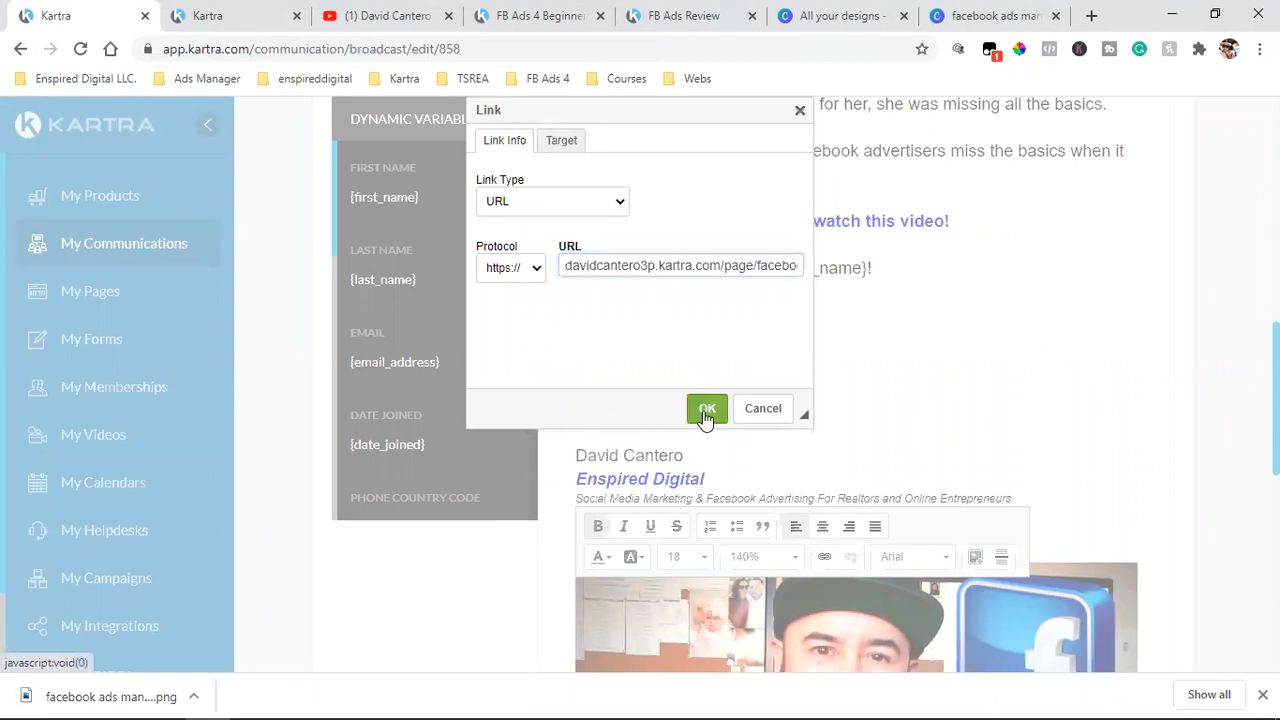 Kartra
Kartra
(1) David Cantero
FB Ads 4 Beginner
FB Ads Review
All your designs -
facebook ads man
app.kartra.com/communication/broadcast/edit/858
1
Enspired Digital LLC.
Ads Manager
enspireddigital
Kartra
TSREA
FB Ads 4
Courses
Webs
KARTRA
My Products
My Communications
My Pages
My Forms
My Memberships
My Videos
My Calendars
My Helpdesks
My Campaigns
My Integrations
javascript:void(0)
DYNAMIC VARIABL
FIRST NAME
{first_name}
LAST NAME
{last_name}
EMAIL
{email_address}
DATE JOINED
{date_joined}
PHONE COUNTRY CODE
Link
Link Info
Target
Link Type
URL
Protocol
URL
https://
davidcantero3p.kartra.com/page/facebo
OK
Cancel
for her, she was missing all the basics.
ebook advertisers miss the basics when it
watch this video!
_name}!
David Cantero
Enspired Digital
Social Media Marketing & Facebook Advertising For Realtors and Online Entrepreneurs
B I U S
A A 18 140% Arial
facebook ads man....png
Show all